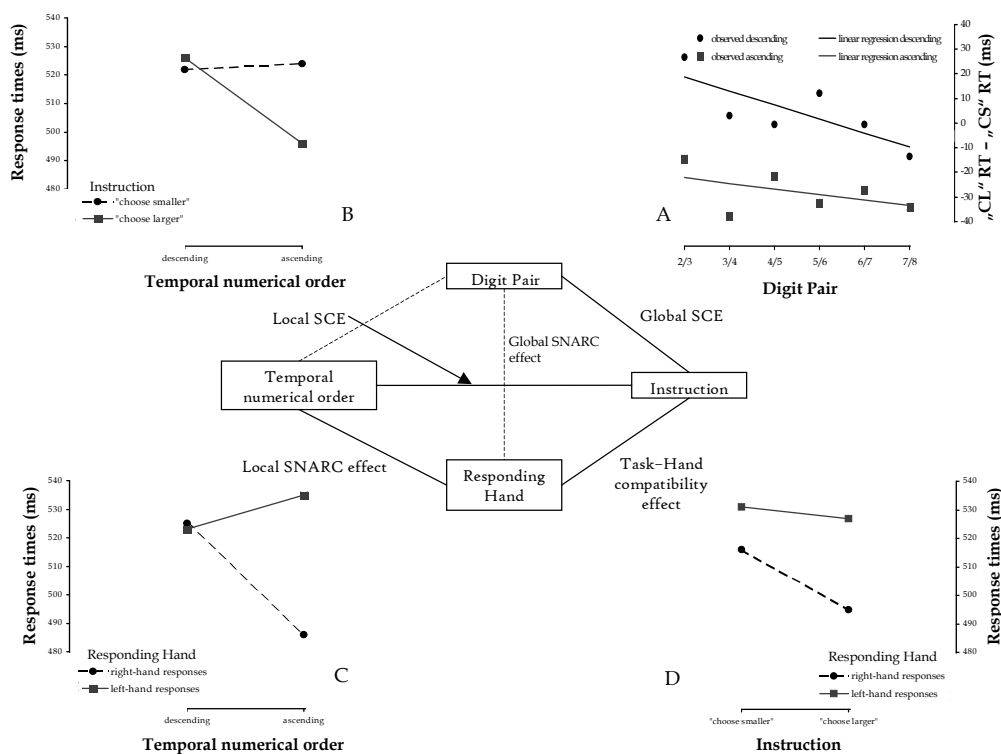 Response times (ms)
540
530
520
510
500
490
480
Instruction
"choose smaller"
"choose larger"
B
descending
ascending
Temporal numerical order
observed descending
linear regression descending
observed ascending
linear regression ascending
40
30
20
10
0
-10
-20
-30
-40
„CL“ RT – „CS“ RT (ms)
A
2/3
3/4
4/5
5/6
6/7
7/8
Digit Pair
Digit Pair
Local SCE
Global SCE
Global SNARC
effect
Temporal
numerical order
Instruction
Local SNARC effect
Responding
Hand
Task–Hand
compatibility
effect
Response times (ms)
540
530
520
510
500
490
480
Responding Hand
right-hand responses
left-hand responses
C
descending
ascending
Temporal numerical order
540
530
520
510
500
490
480
Response times (ms)
D
Responding Hand
right-hand responses
left-hand responses
"choose smaller"
"choose larger"
Instruction